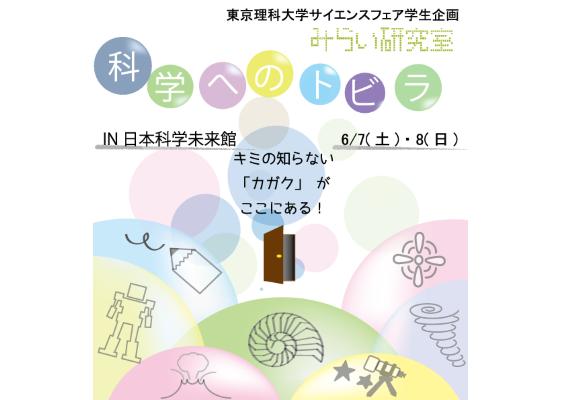 東京理科大学サイエンスフェア学生企画
みらい研究室
科学へのトビラ
IN 日本科学未来館 6/7(土)・8(日)
キミの知らない
「カガク」 が
ここにある！